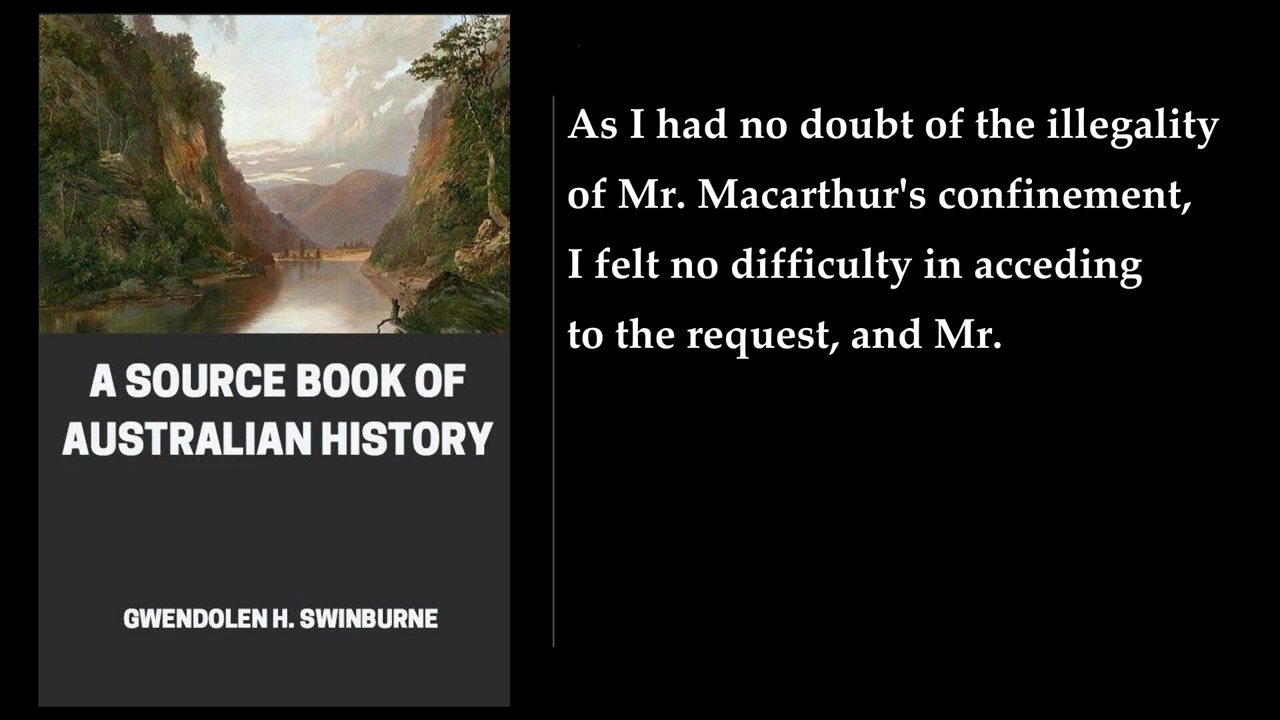 A SOURCE BOOK OF
AUSTRALIAN HISTORY
GWENDOLEN H. SWINBURNE
As I had no doubt of the illegality
of Mr. Macarthur's confinement,
I felt no difficulty in acceding
to the request, and Mr.